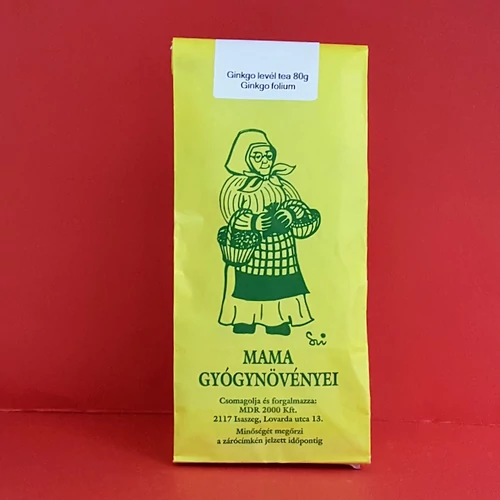 Ginkgo levél tea 80g
Ginkgo folium
MAMA
GYÓGYNÖVÉNYEI
Csomagolja és forgalmazza:
MDR 2000 Kft.
2117 Isaszeg, Lovarda utca 13.
Minőségét megőrzi
a zárócímkén jelzett időpontig